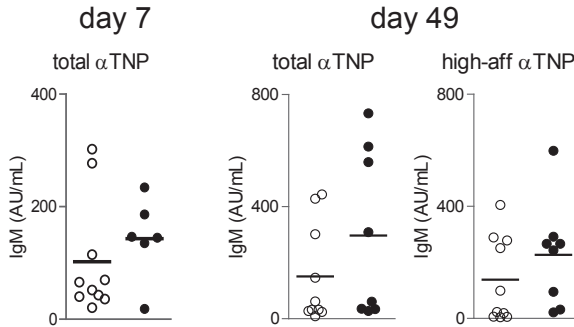 day 7
day 49
total αTNP
total αTNP
high-aff αTNP
IgM (AU/mL)
400
200
0
IgM (AU/mL)
800
400
0
IgM (AU/mL)
800
400
0